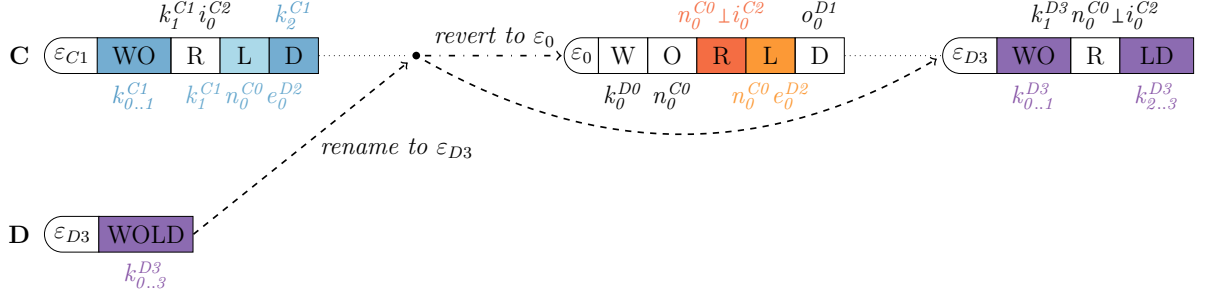 k_1^{C1} i_0^{C2} k_2^{C1} n_0^{C0} ⊥ i_0^{C2} o_0^{D1} k_1^{D3} n_0^{C0} ⊥ i_0^{C2}
C ε_{C1} WO R L D revert to ε_0 ε_0 W O R L D ε_{D3} WO R LD
k_{0..1}^{C1} k_1^{C1} n_0^{C0} e_0^{D2} k_0^{D0} n_0^{C0} n_0^{C0} e_0^{D2} k_{0..1}^{D3} k_{2..3}^{D3}
rename to ε_{D3}
D ε_{D3} WOLD
k_{0..3}^{D3}